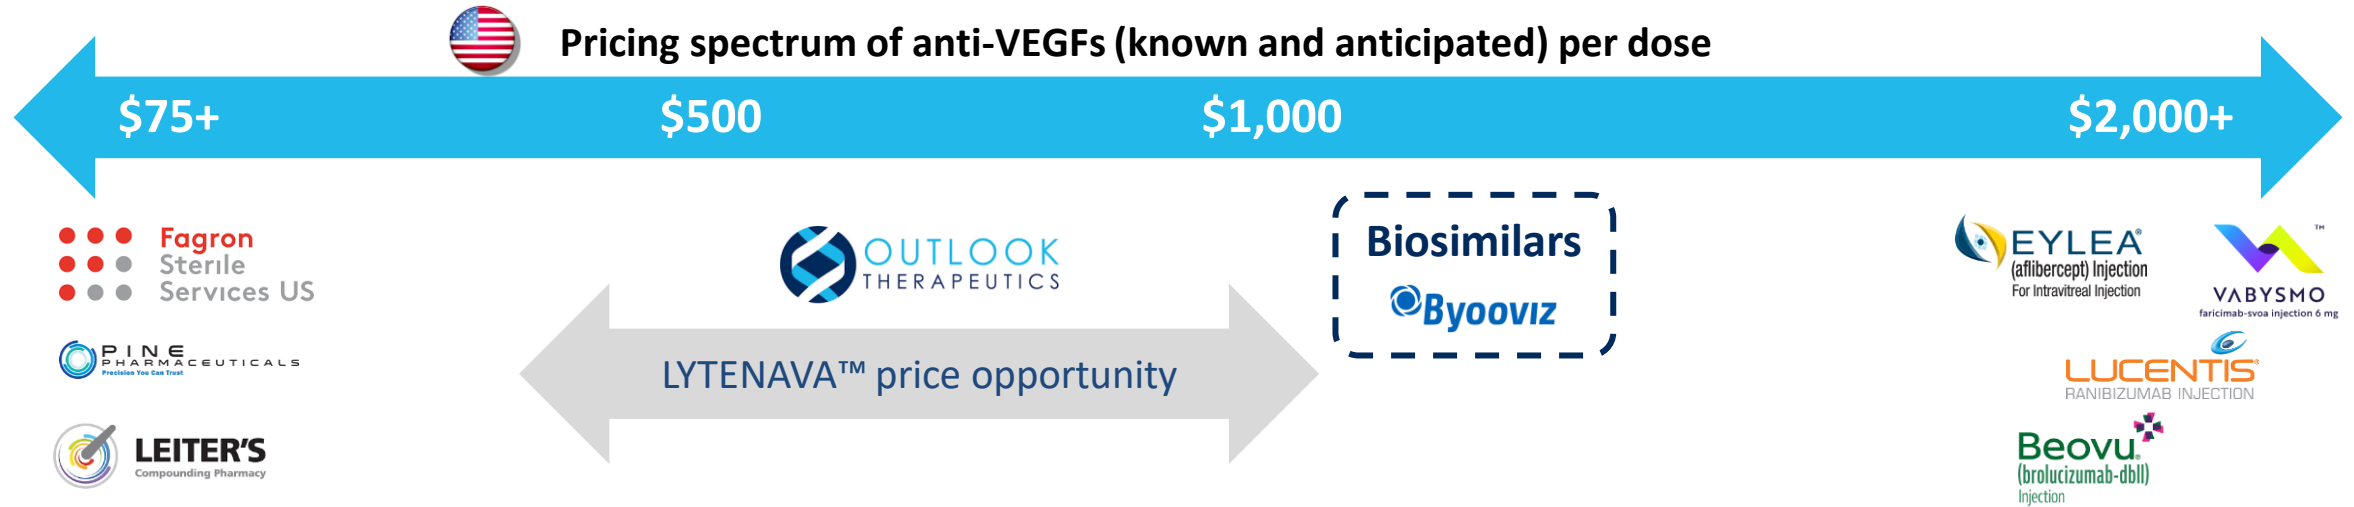 Pricing spectrum of anti-VEGFs (known and anticipated) per dose
$75+ $500 $1,000 $2,000+
Fagron
Sterile
Services US
PINE
PHARMACEUTICALS
Precision You Can Trust
LEITER'S
Compounding Pharmacy
OUTLOOK
THERAPEUTICS
LYTENAVA™ price opportunity
Biosimilars
Byooviz
EYLEA®
(aflibercept) Injection
For Intravitreal Injection
™
VABYSMO
faricimab-svoa injection 6 mg
LUCENTIS®
RANIBIZUMAB INJECTION
Beovu®
(brolucizumab-dbll)
Injection